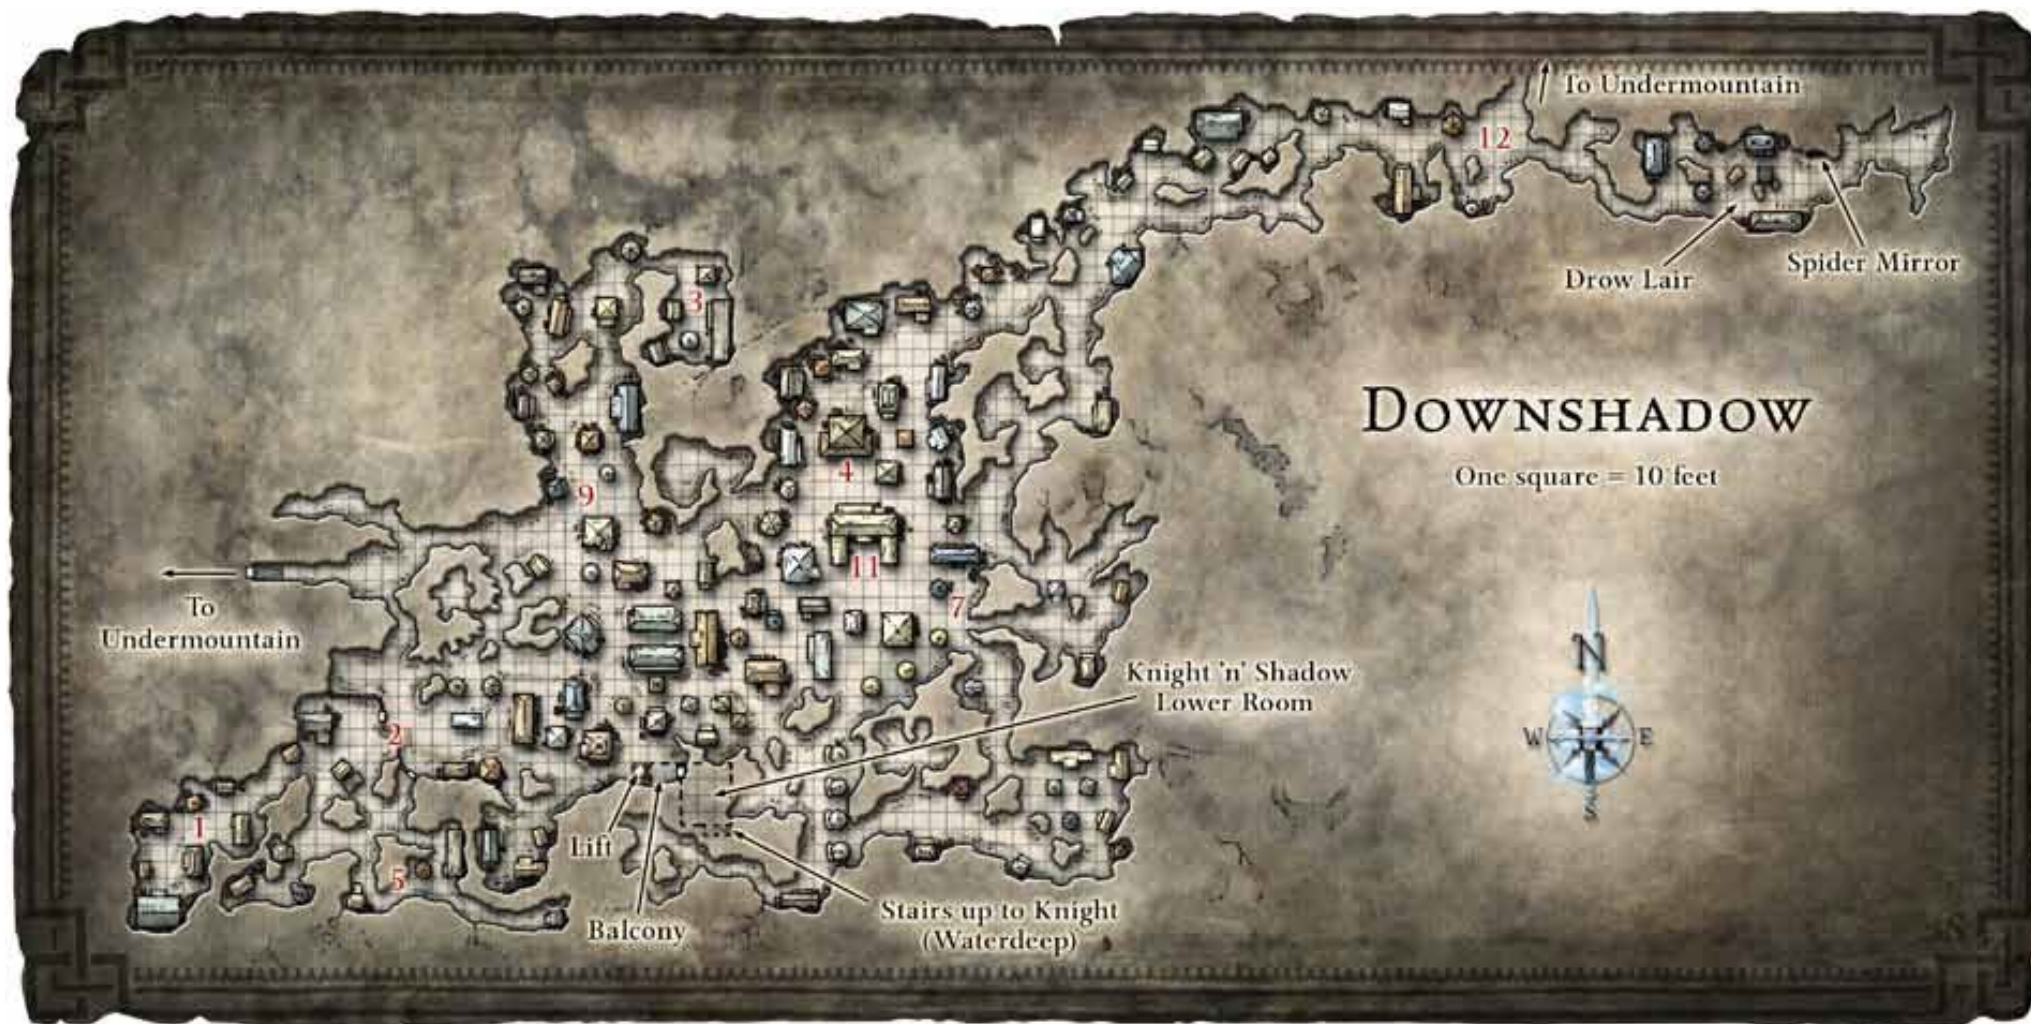 To Undermountain
12
Drow Lair
Spider Mirror
3
DOWNSHADOW
One square = 10 feet
4
9
11
To
Undermountain
7
N
W
E
S
Knight 'n' Shadow
Lower Room
2
1
Lift
5
Balcony
Stairs up to Knight
(Waterdeep)